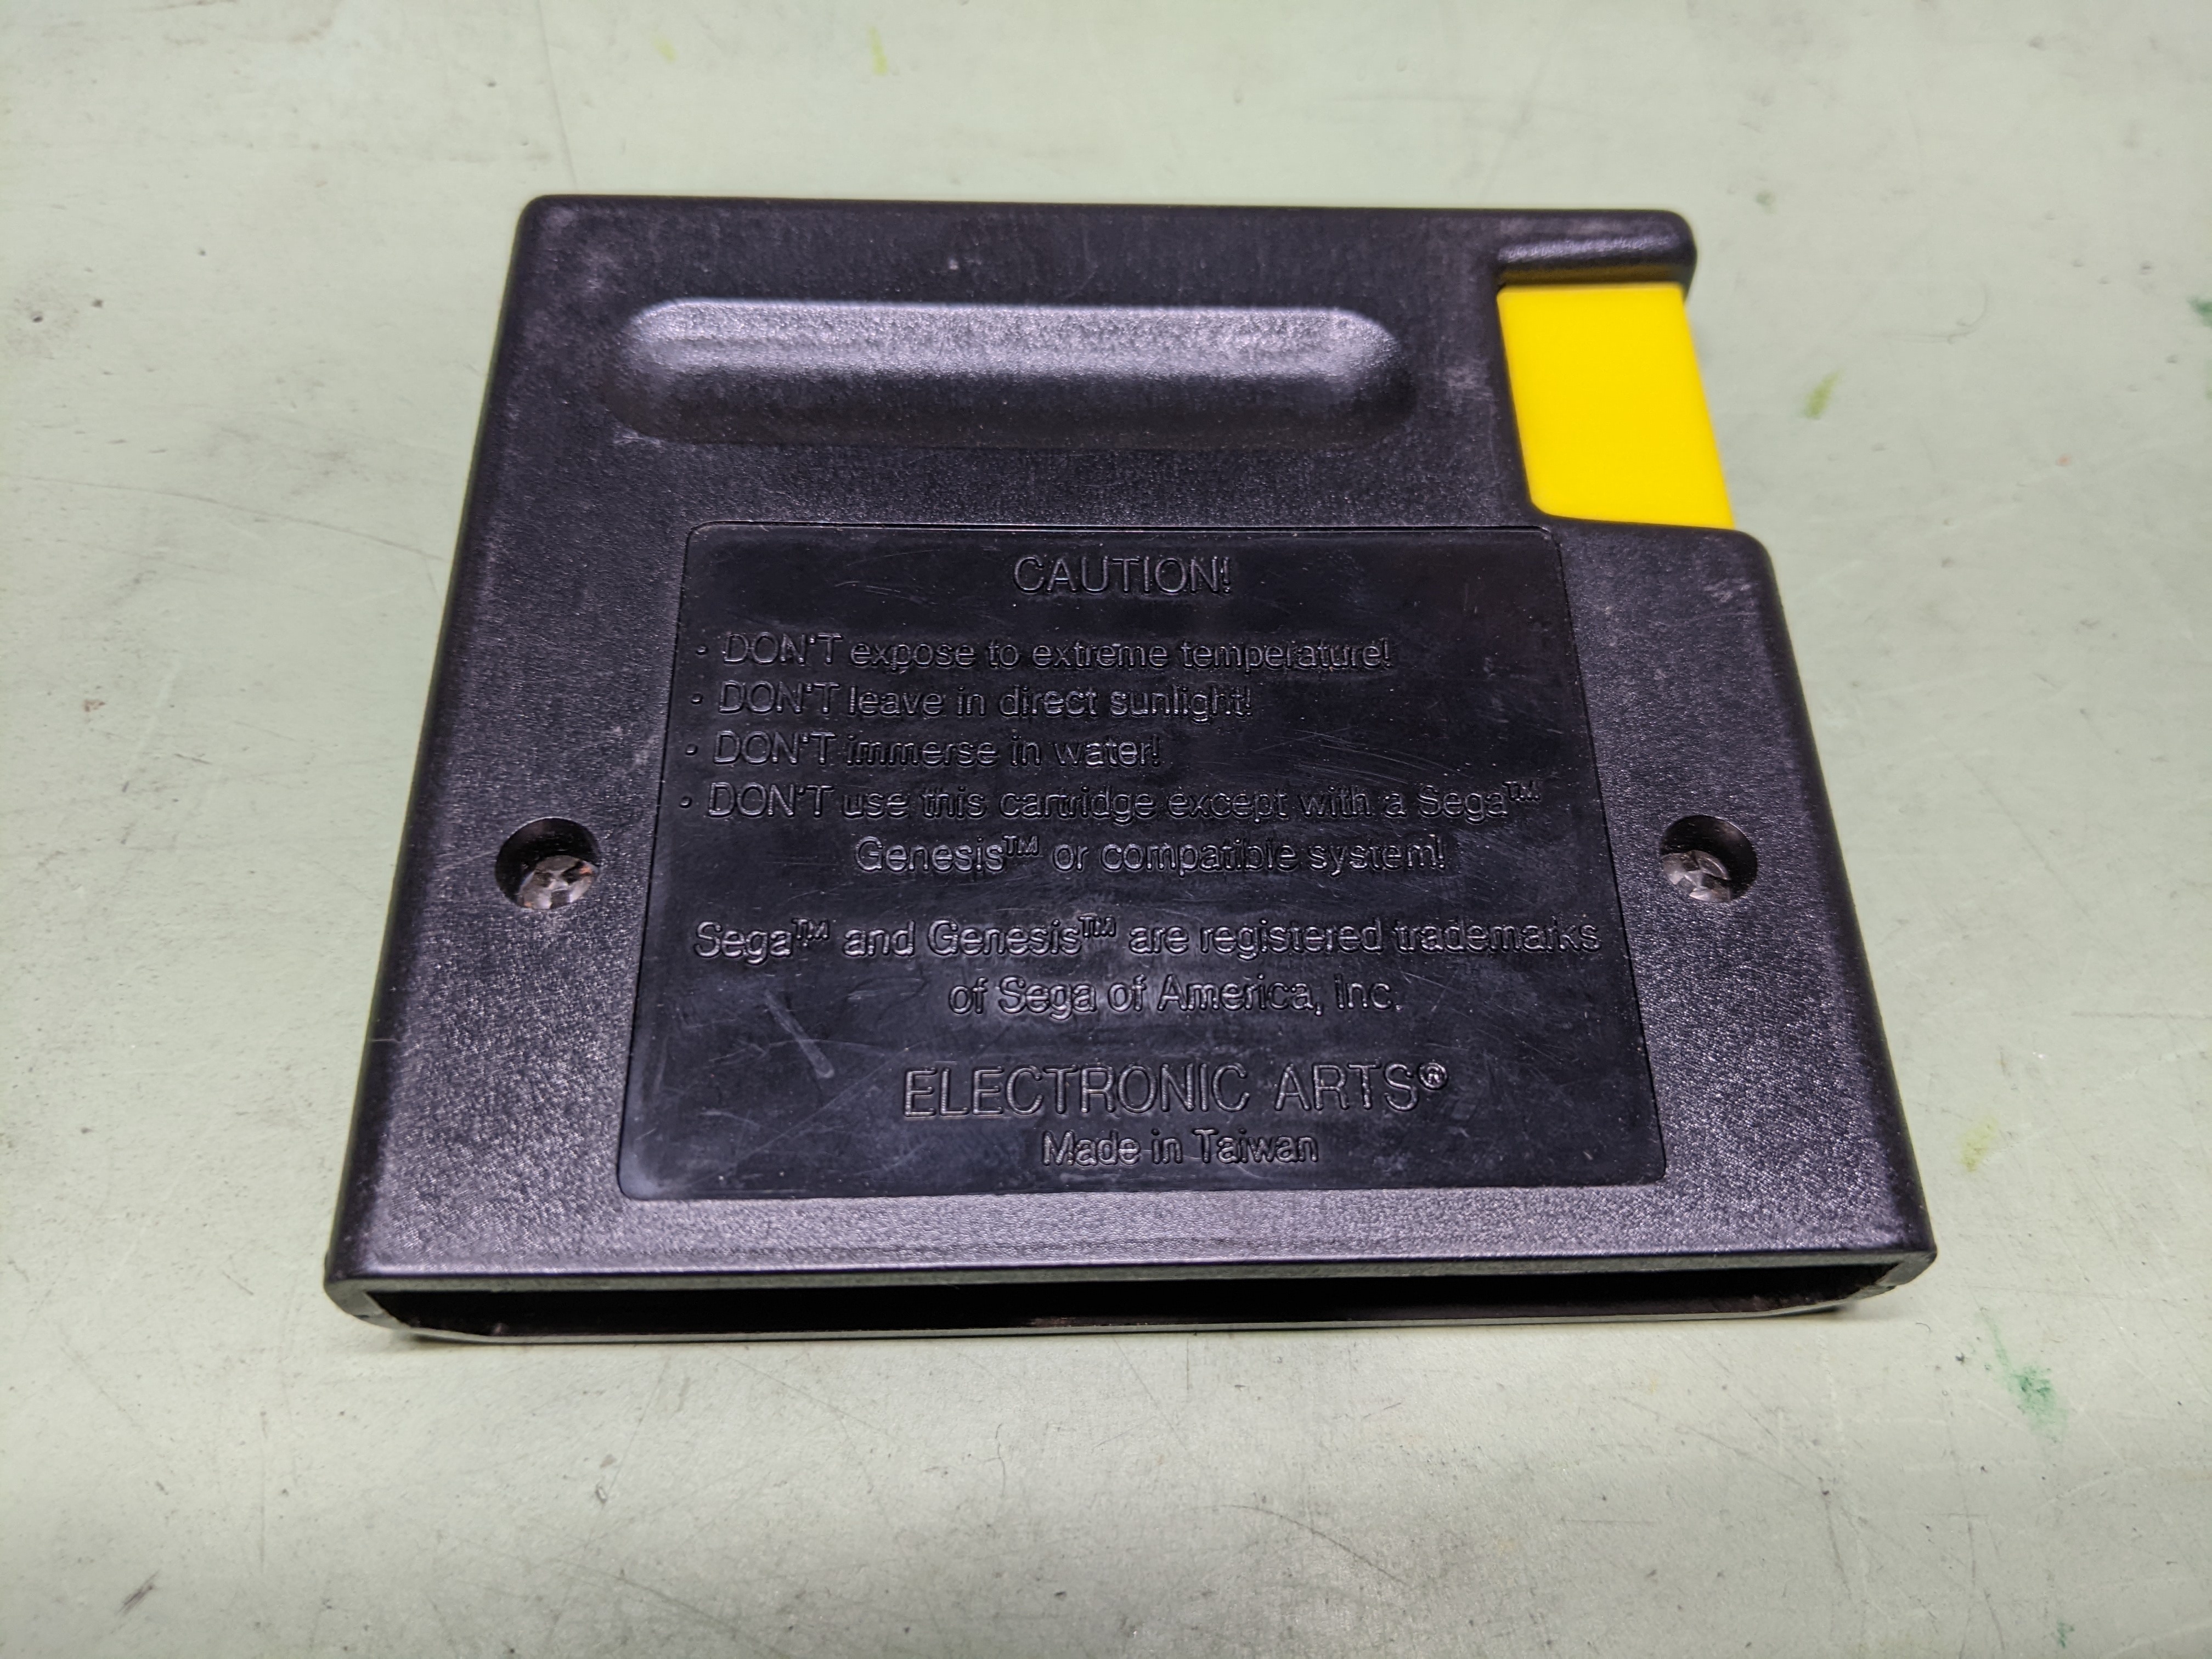 CAUTION!
· DON'T expose to extreme temperature!
· DON'T leave in direct sunlight!
· DON'T immerse in water!
· DON'T use this cartridge except with a Sega™
Genesis™ or compatible system!
Sega™ and Genesis™ are registered trademarks
of Sega of America, Inc.
ELECTRONIC ARTS®
Made in Taiwan